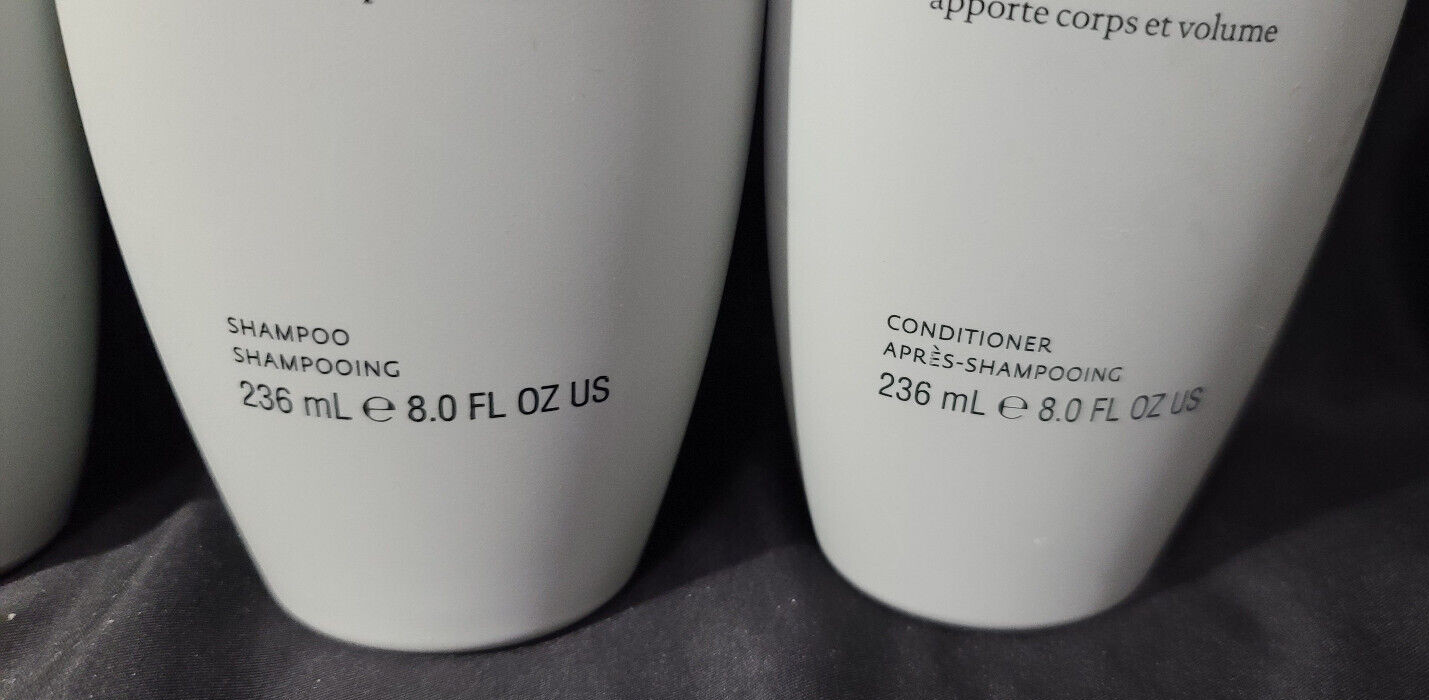 SHAMPOO
SHAMPOOING
236 mL ℮ 8.0 FL OZ US
apporte corps et volume
CONDITIONER
APRÈS-SHAMPOOING
236 mL ℮ 8.0 FL OZ US